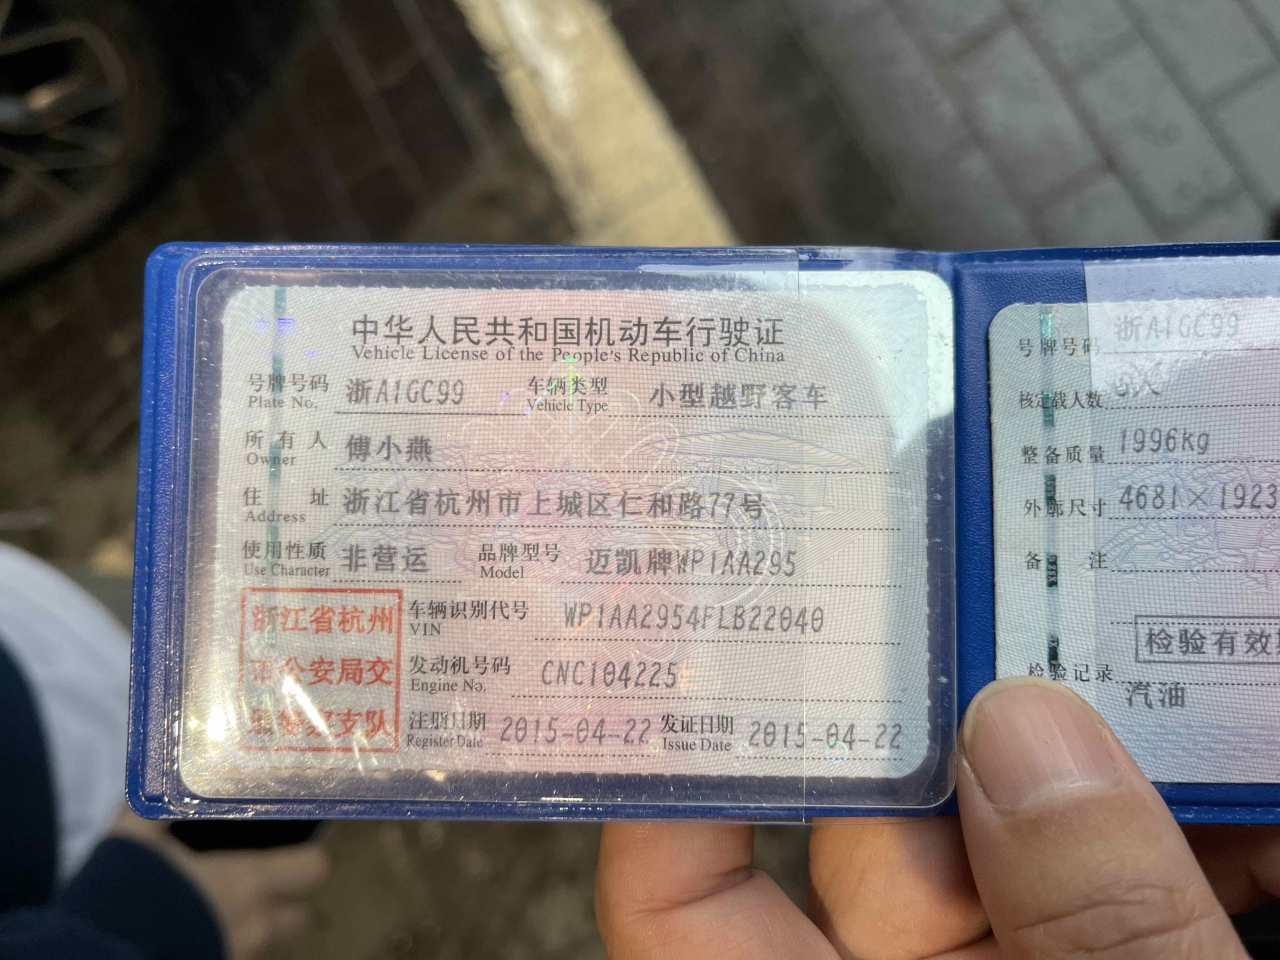 中华人民共和国机动车行驶证
Vehicle License of the People's Republic of China
号牌号码 浙A1GC99 车辆类型 小型越野客车
Plate No. Vehicle Type
所有人 傅小燕
Owner
住址 浙江省杭州市上城区仁和路77号
Address
使用性质 非营运 品牌型号 迈凯牌WP1AA295
Use Character Model
浙江省杭州
市公安局交
支队
车辆识别代号 WP1AA2954FLB22040
VIN
发动机号码 CNC104225
Engine No.
注册日期 2015-04-22 发证日期 2015-04-22
Register Date Issue Date
号牌号码 浙A1GC99
核定载人数 人
整备质量 1996kg
外廓尺寸 4681×1923
备注
检验有效
检验记录
汽油